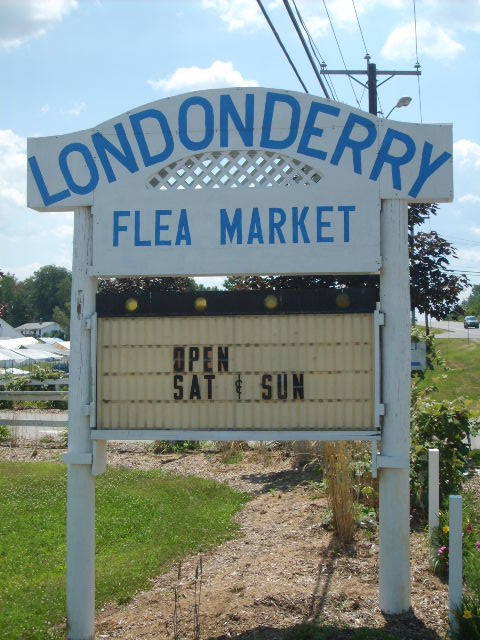 LONDONDERRY
FLEA MARKET
OPEN
SAT & SUN